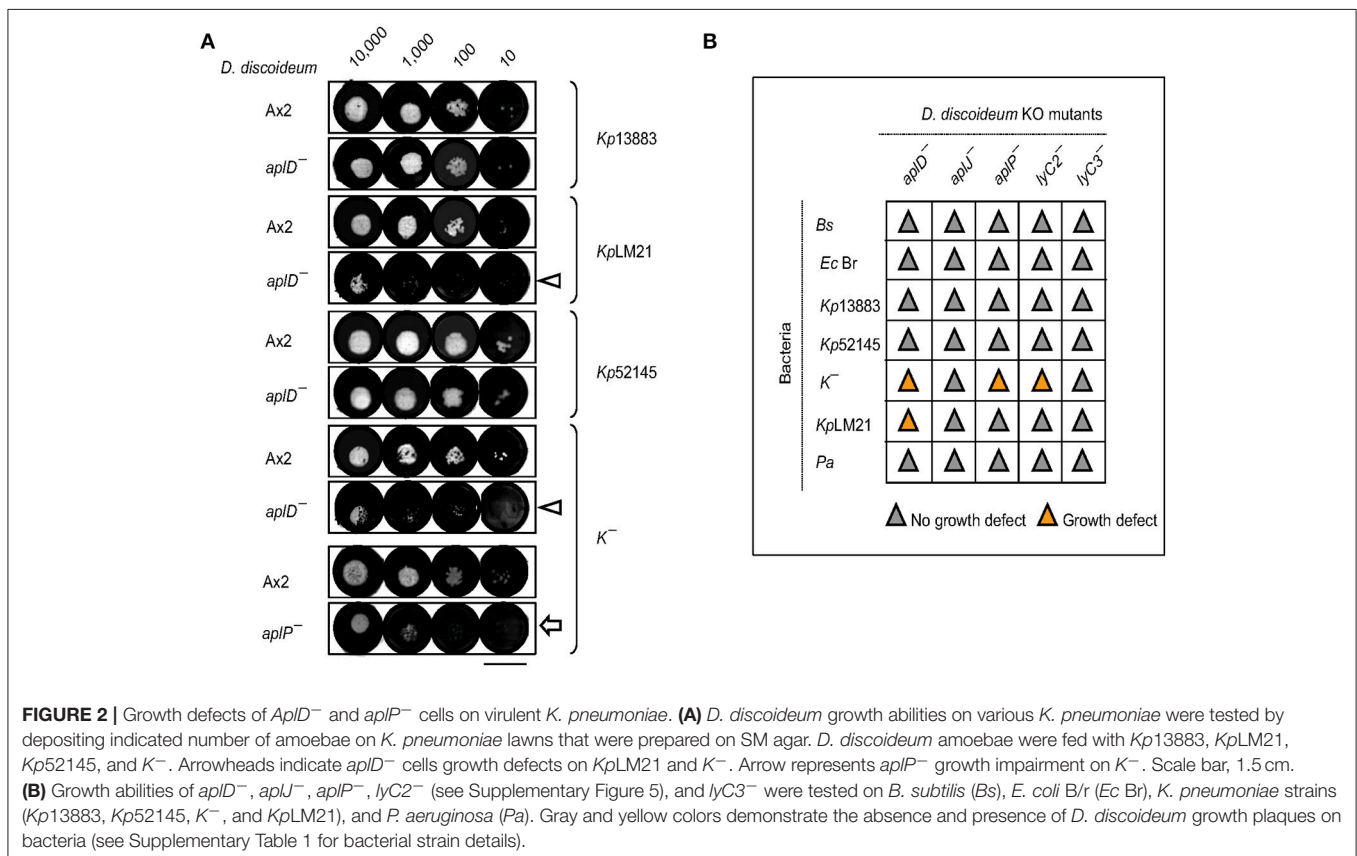 A
D. discoideum
10,000 1,000 100 10
Ax2
aplD⁻
Kp13883
Ax2
aplD⁻
KpLM21
Ax2
aplD⁻
Kp52145
Ax2
aplD⁻
Ax2
aplP⁻
K⁻
B
D. discoideum KO mutants
aplD⁻ aplJ⁻ aplP⁻ lyC2⁻ lyC3⁻
Bacteria
Bs
Ec Br
Kp13883
Kp52145
K⁻
KpLM21
Pa
No growth defect Growth defect
FIGURE 2 | Growth defects of AplD⁻ and aplP⁻ cells on virulent K. pneumoniae. (A) D. discoideum growth abilities on various K. pneumoniae were tested by
depositing indicated number of amoebae on K. pneumoniae lawns that were prepared on SM agar. D. discoideum amoebae were fed with Kp13883, KpLM21,
Kp52145, and K⁻. Arrowheads indicate aplD⁻ cells growth defects on KpLM21 and K⁻. Arrow represents aplP⁻ growth impairment on K⁻. Scale bar, 1.5 cm.
(B) Growth abilities of aplD⁻, aplJ⁻, aplP⁻, lyC2⁻ (see Supplementary Figure 5), and lyC3⁻ were tested on B. subtilis (Bs), E. coli B/r (Ec Br), K. pneumoniae strains
(Kp13883, Kp52145, K⁻, and KpLM21), and P. aeruginosa (Pa). Gray and yellow colors demonstrate the absence and presence of D. discoideum growth plaques on
bacteria (see Supplementary Table 1 for bacterial strain details).